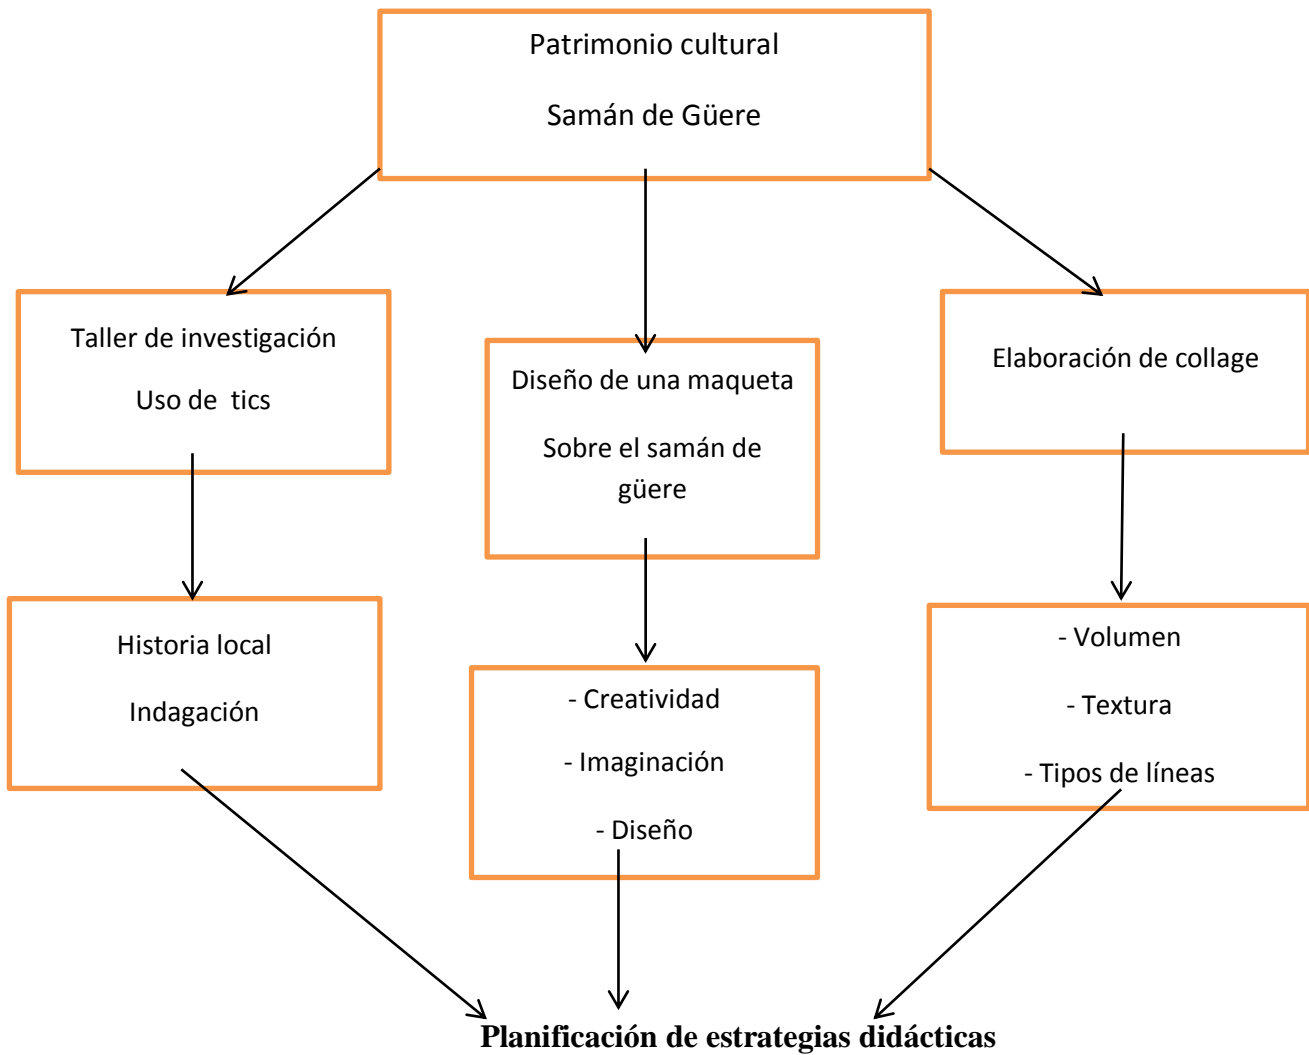 Patrimonio cultural
Samán de Güere
Taller de investigación
Uso de tics
Diseño de una maqueta
Sobre el samán de
güere
Elaboración de collage
Historia local
Indagación
- Creatividad
- Imaginación
- Diseño
- Volumen
- Textura
- Tipos de líneas
Planificación de estrategias didácticas